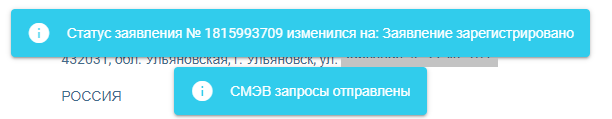 Статус заявления № 1815993709 изменился на: Заявление зарегистрировано
432031, обл. Ульяновская, г. Ульяновск, ул.
СМЭВ запросы отправлены
РОССИЯ